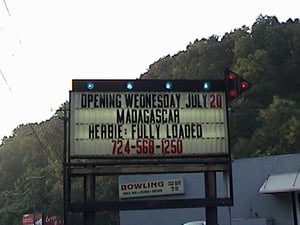 OPENING WEDNESDAY JULY 20
MADAGASCAR
HERBIE: FULLY LOADED
724-568-1250
BOWLING